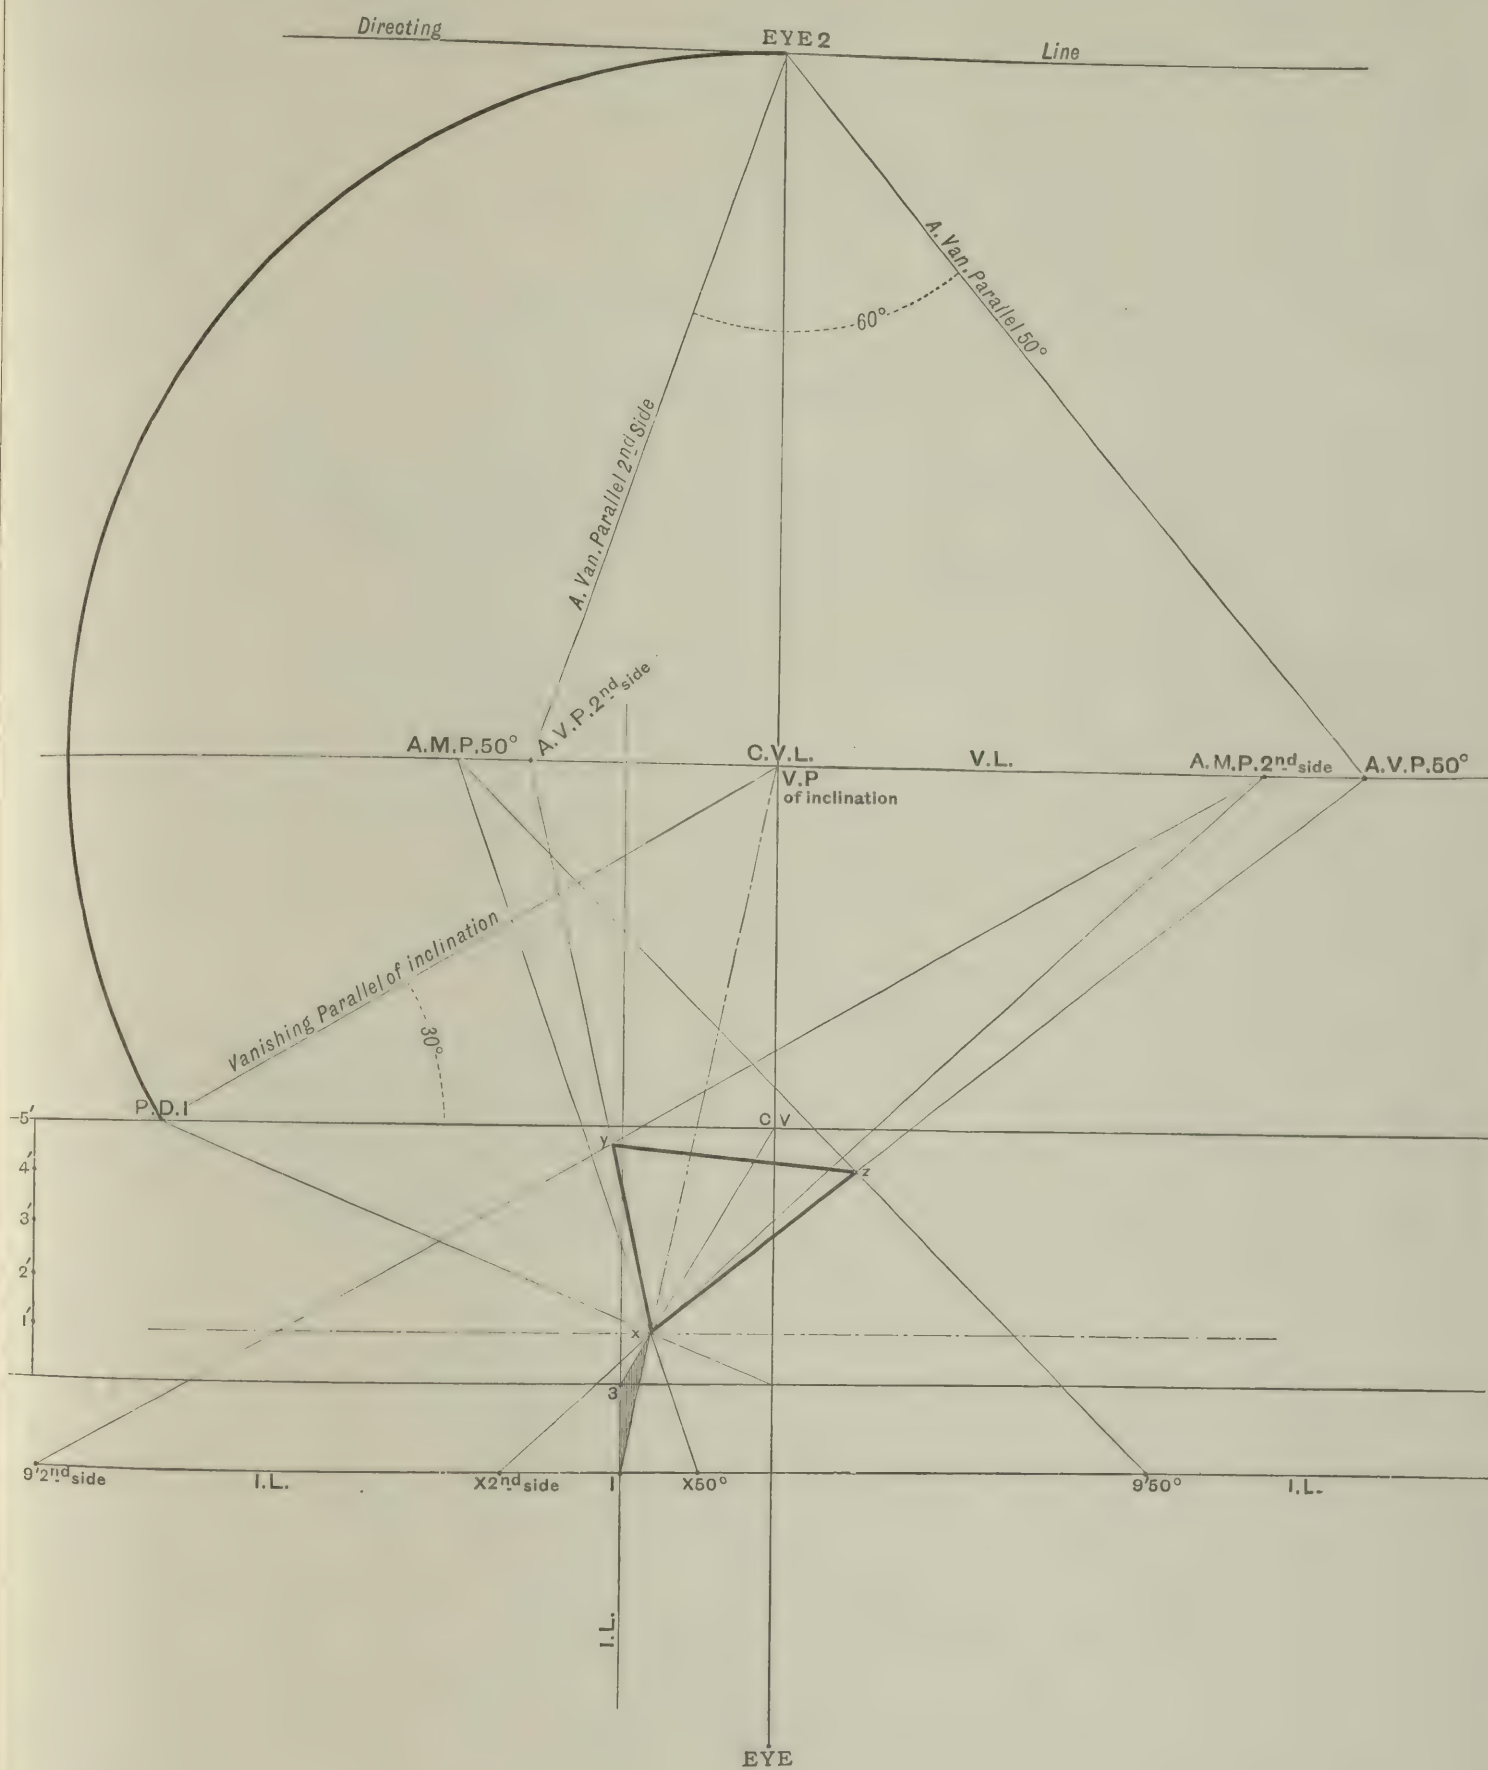 Directing
EYE 2
Line
A. Van. Parallel 50°
60°
A. Van. Parallel 2nd Side
A.V.P. 2nd side
A.M.P. 50°
C.V.L.
V.L.
A.M.P. 2nd side
A.V.P. 50°
V.P
of inclination
Vanishing Parallel of inclination
30°
5'
P.D.1
C V
y
4'
z
3'
2'
1'
x
3
9' 2nd side
I.L.
X 2nd side
1
X 50°
9' 50°
I.L.
I.L.
EYE